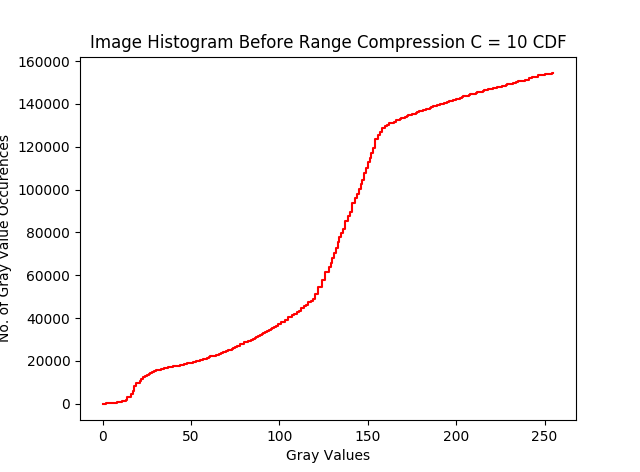 Image Histogram Before Range Compression C = 10 CDF
160000
140000
120000
100000
80000
60000
40000
20000
0
No. of Gray Value Occurences
0 50 100 150 200 250
Gray Values